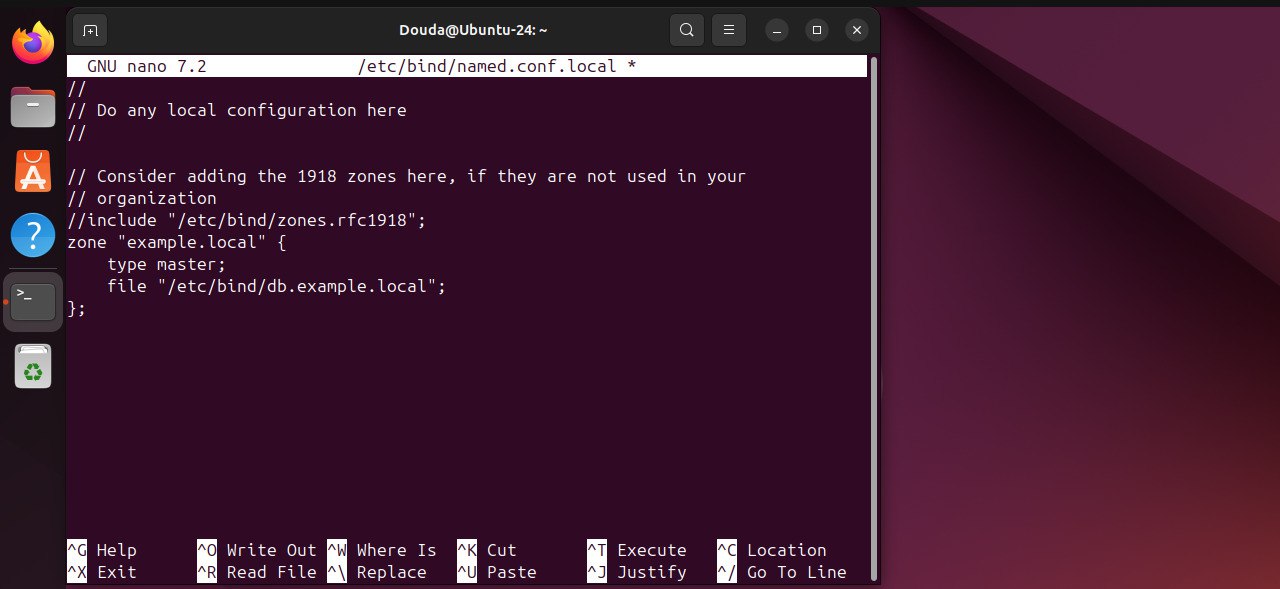 Douda@Ubuntu-24: ~
GNU nano 7.2 /etc/bind/named.conf.local *
//
// Do any local configuration here
//
// Consider adding the 1918 zones here, if they are not used in your
// organization
//include "/etc/bind/zones.rfc1918";
zone "example.local" {
    type master;
    file "/etc/bind/db.example.local";
};
^G Help ^O Write Out ^W Where Is ^K Cut ^T Execute ^C Location
^X Exit ^R Read File ^\ Replace ^U Paste ^J Justify ^/ Go To Line